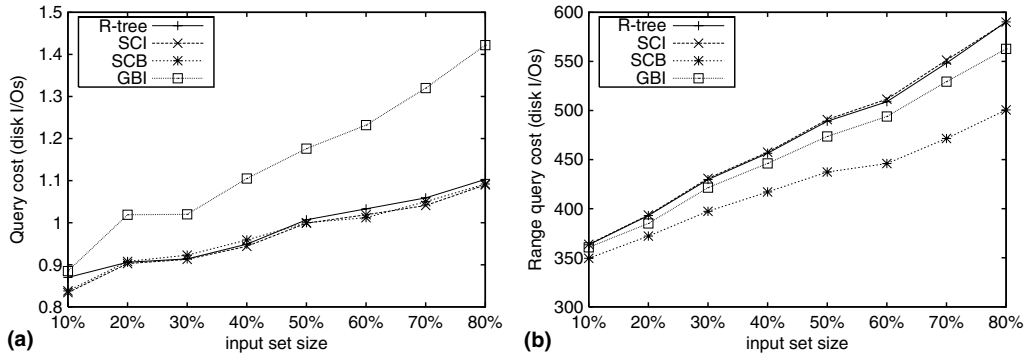 1.5
1.4
1.3
1.2
1.1
1
0.9
0.8
Query cost (disk I/Os)
R-tree
SCI
SCB
GBI
10% 20% 30% 40% 50% 60% 70% 80%
input set size
(a)
600
550
500
450
400
350
300
Range query cost (disk I/Os)
R-tree
SCI
SCB
GBI
10% 20% 30% 40% 50% 60% 70% 80%
input set size
(b)